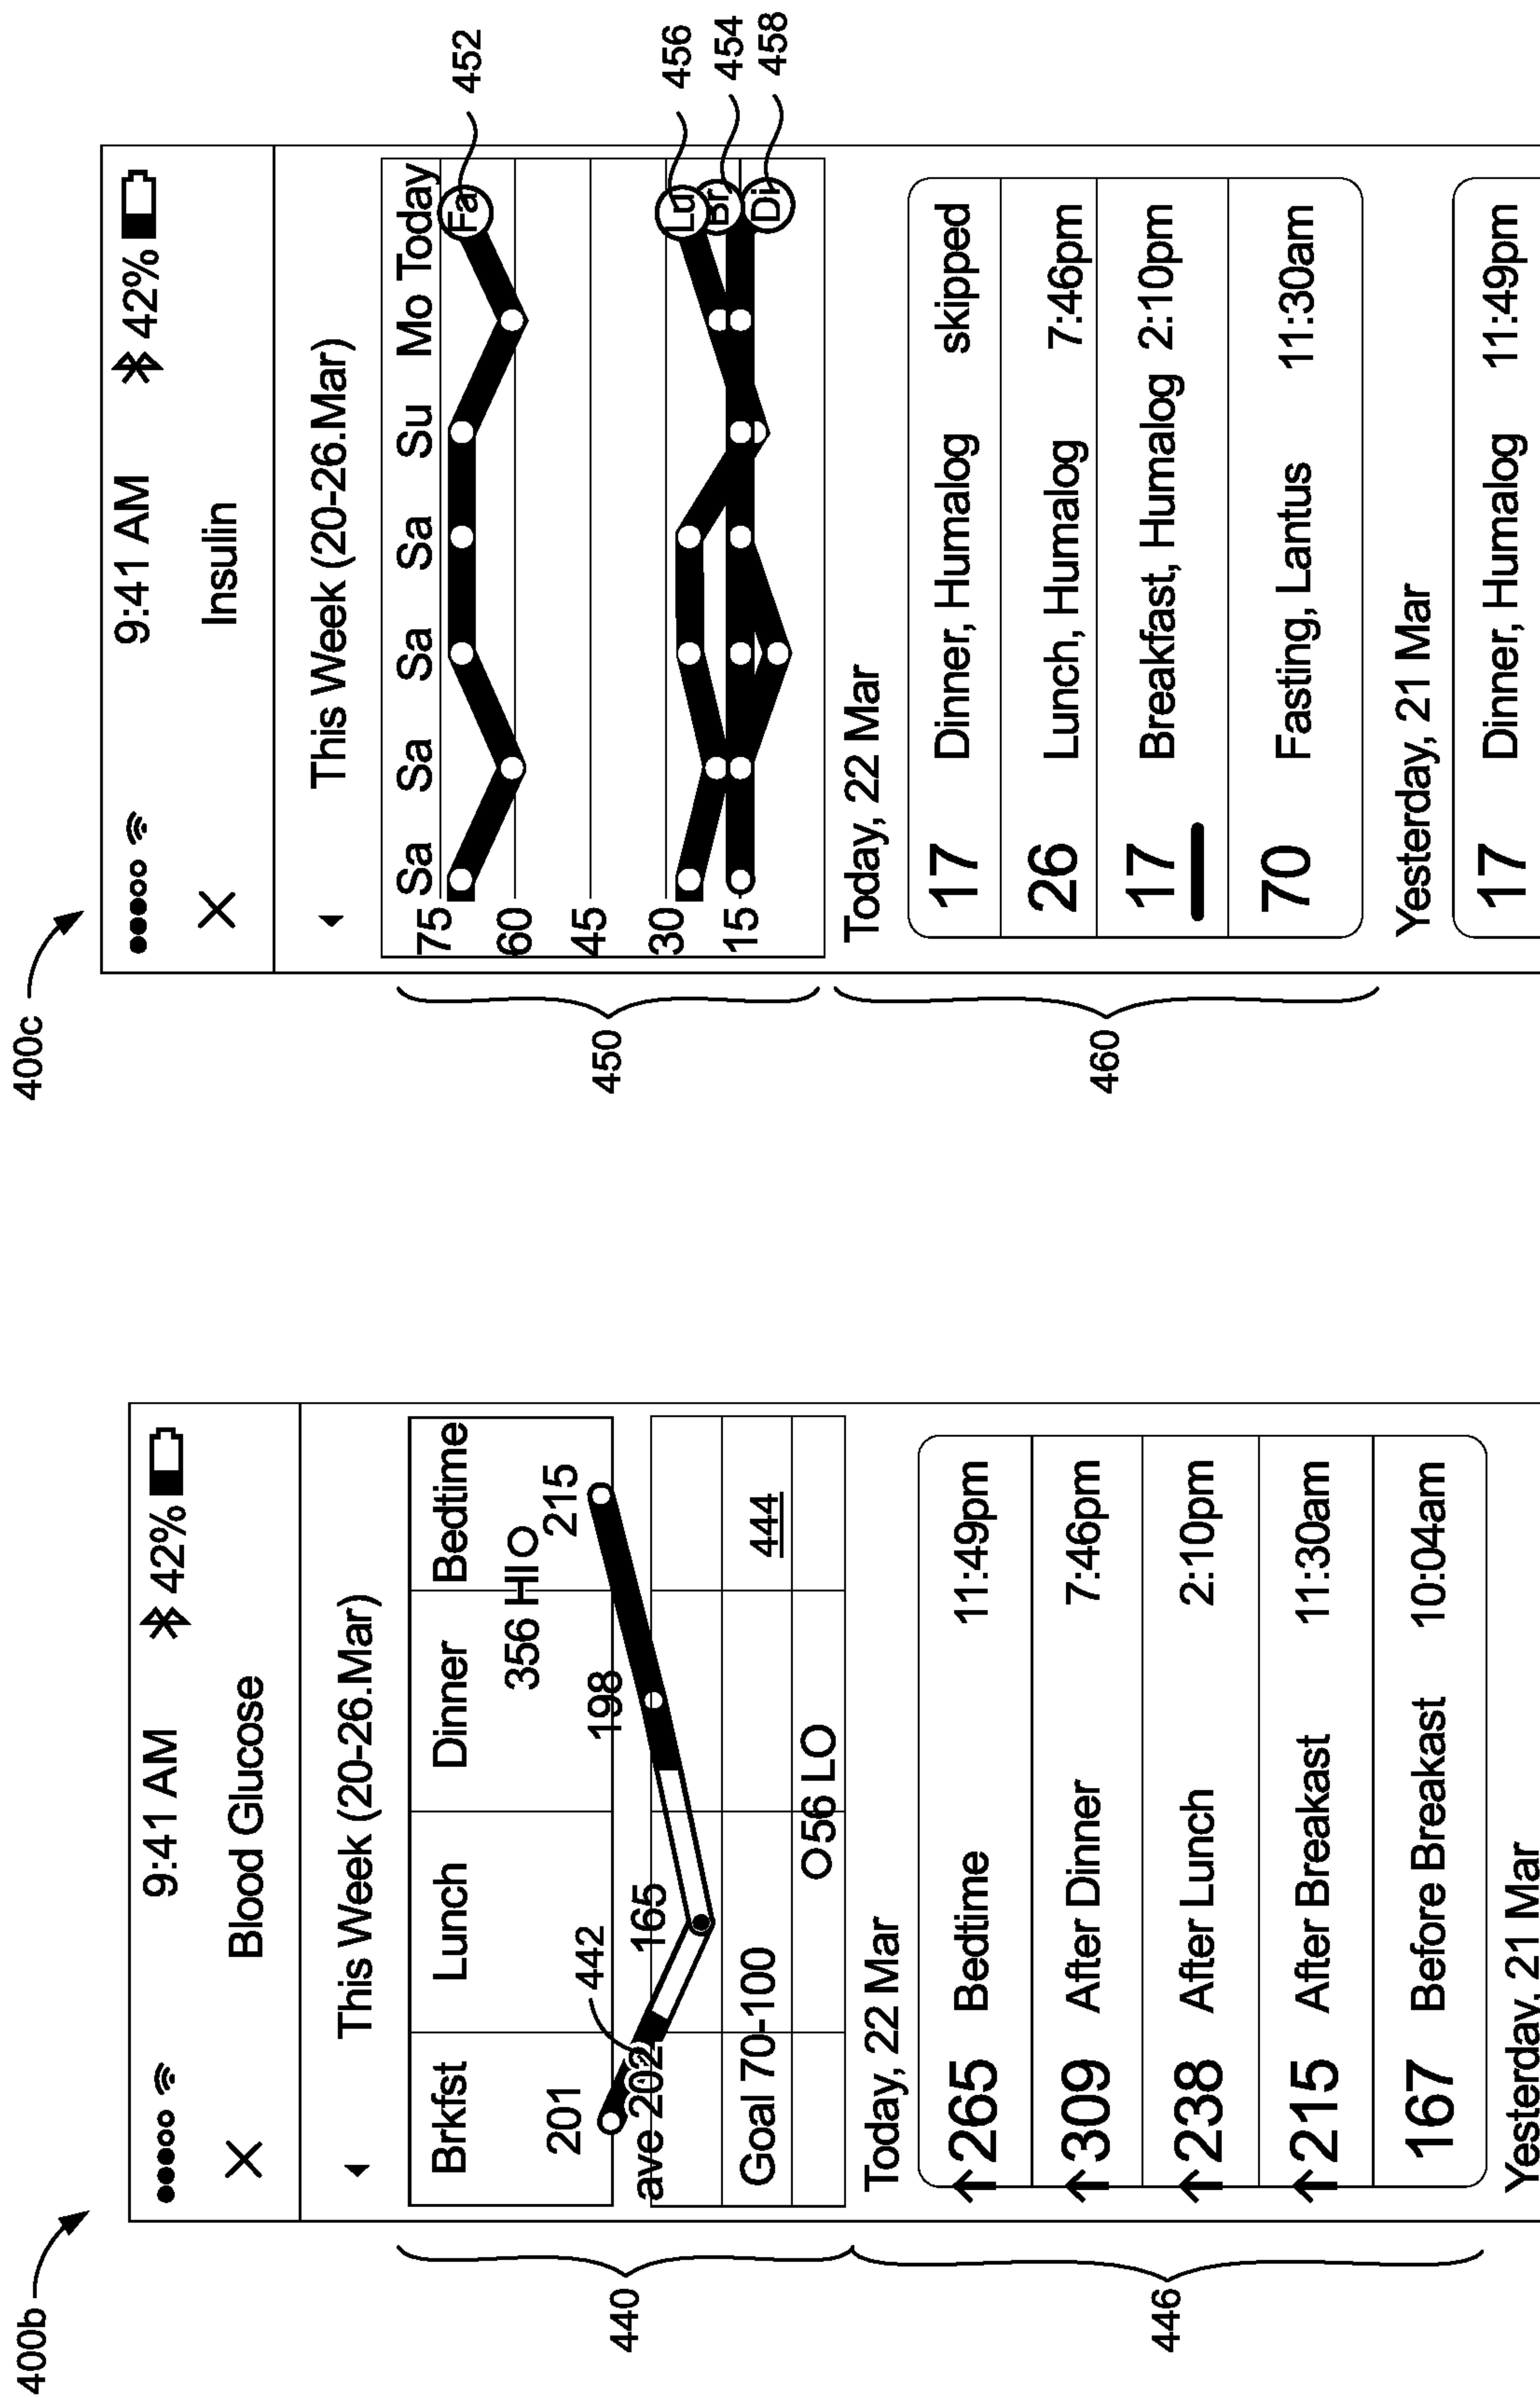 400b
9:41 AM
42%
X
Blood Glucose
This Week (20-26.Mar)
Brkfst Lunch Dinner Bedtime
356 HI
201 442 198 215
ave 202 165
Goal 70-100 444
56 LO
440
Today, 22 Mar
↑265 Bedtime 11:49pm
↑309 After Dinner 7:46pm
↑238 After Lunch 2:10pm
↑215 After Breakast 11:30am
167 Before Breakast 10:04am
446
Yesterday, 21 Mar
400c
9:41 AM
42%
X
Insulin
This Week (20-26.Mar)
Sa Sa Sa Sa Su Mo Today
75
60
45
30
15
Fa
Lu
Br
Di
452
456
454
458
450
Today, 22 Mar
17 Dinner, Humalog skipped
26 Lunch, Humalog 7:46pm
17 Breakfast, Humalog 2:10pm
70 Fasting, Lantus 11:30am
460
Yesterday, 21 Mar
17 Dinner, Humalog 11:49pm